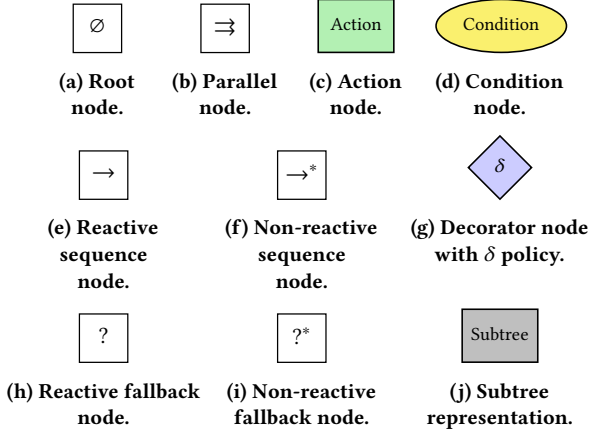 ∅ ⇉ Action Condition
(a) Root (b) Parallel (c) Action (d) Condition
node. node. node. node.
→ →* δ
(e) Reactive (f) Non-reactive (g) Decorator node
sequence sequence with δ policy.
node. node.
? ?* Subtree
(h) Reactive fallback (i) Non-reactive (j) Subtree
node. fallback node. representation.